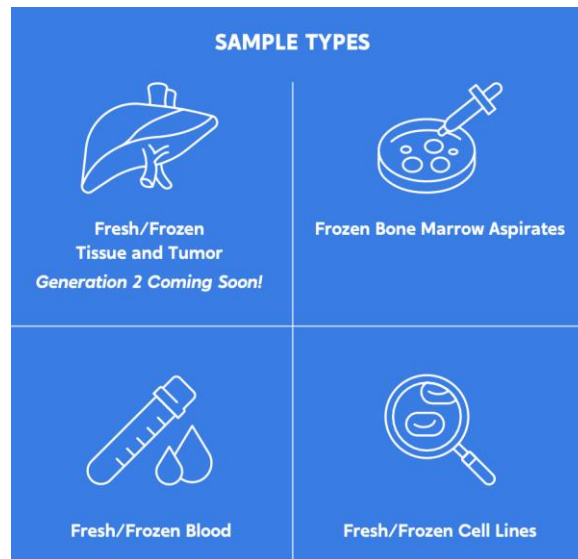 SAMPLE TYPES
Fresh/Frozen
Tissue and Tumor
Generation 2 Coming Soon!
Frozen Bone Marrow Aspirates
Fresh/Frozen Blood
Fresh/Frozen Cell Lines